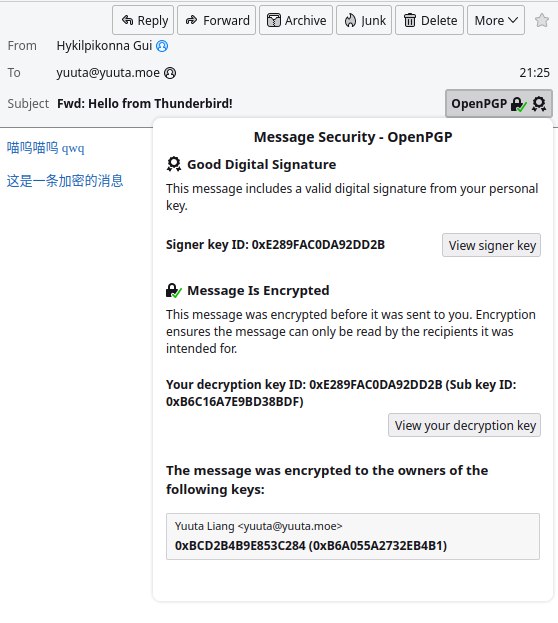 Reply Forward Archive Junk Delete More
From Hykilpikonna Gui
To yuuta@yuuta.moe 21:25
Subject Fwd: Hello from Thunderbird! OpenPGP
喵呜喵呜 qwq
这是一条加密的消息
Message Security - OpenPGP
Good Digital Signature
This message includes a valid digital signature from your personal
key.
Signer key ID: 0xE289FAC0DA92DD2B View signer key
Message Is Encrypted
This message was encrypted before it was sent to you. Encryption
ensures the message can only be read by the recipients it was
intended for.
Your decryption key ID: 0xE289FAC0DA92DD2B (Sub key ID:
0xB6C16A7E9BD38BDF)
View your decryption key
The message was encrypted to the owners of the
following keys:
Yuuta Liang <yuuta@yuuta.moe>
0xBCD2B4B9E853C284 (0xB6A055A2732EB4B1)